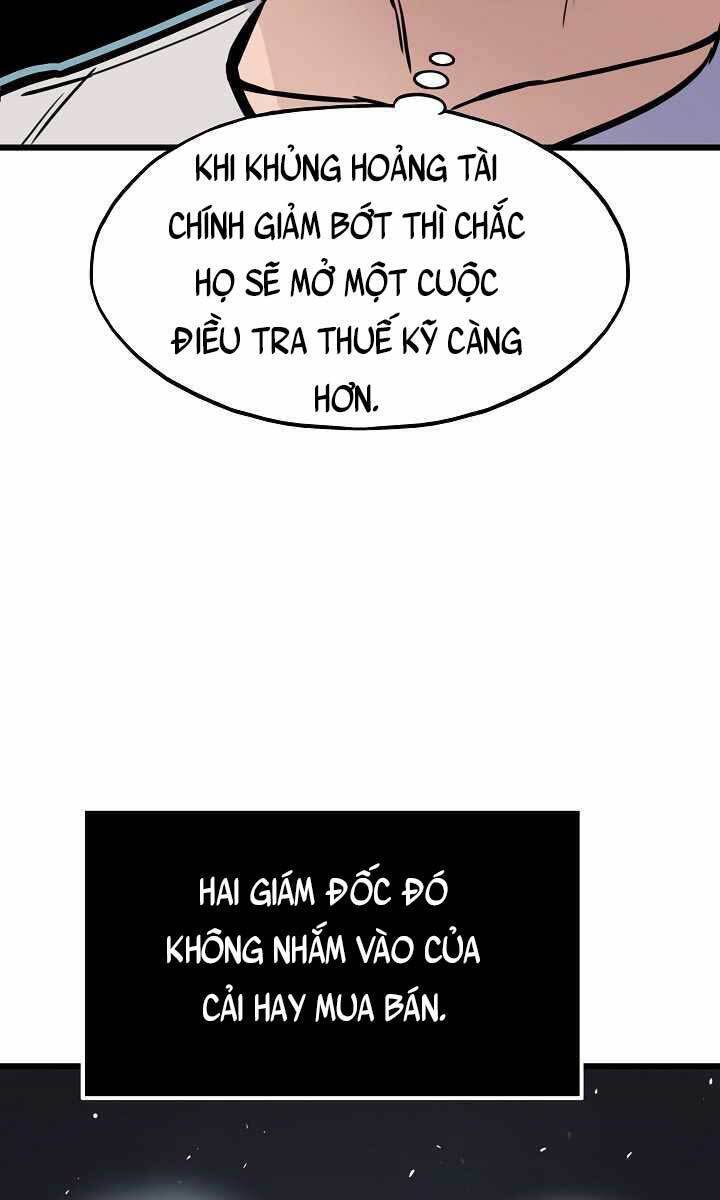 KHI KHỦNG HOẢNG TÀI
CHÍNH GIẢM BỚT THÌ CHẮC
HỌ SẼ MỞ MỘT CUỘC
ĐIỀU TRA THUẾ KỸ CÀNG
HƠN.
HAI GIÁM ĐỐC ĐÓ
KHÔNG NHẮM VÀO CỦA
CẢI HAY MUA BÁN.